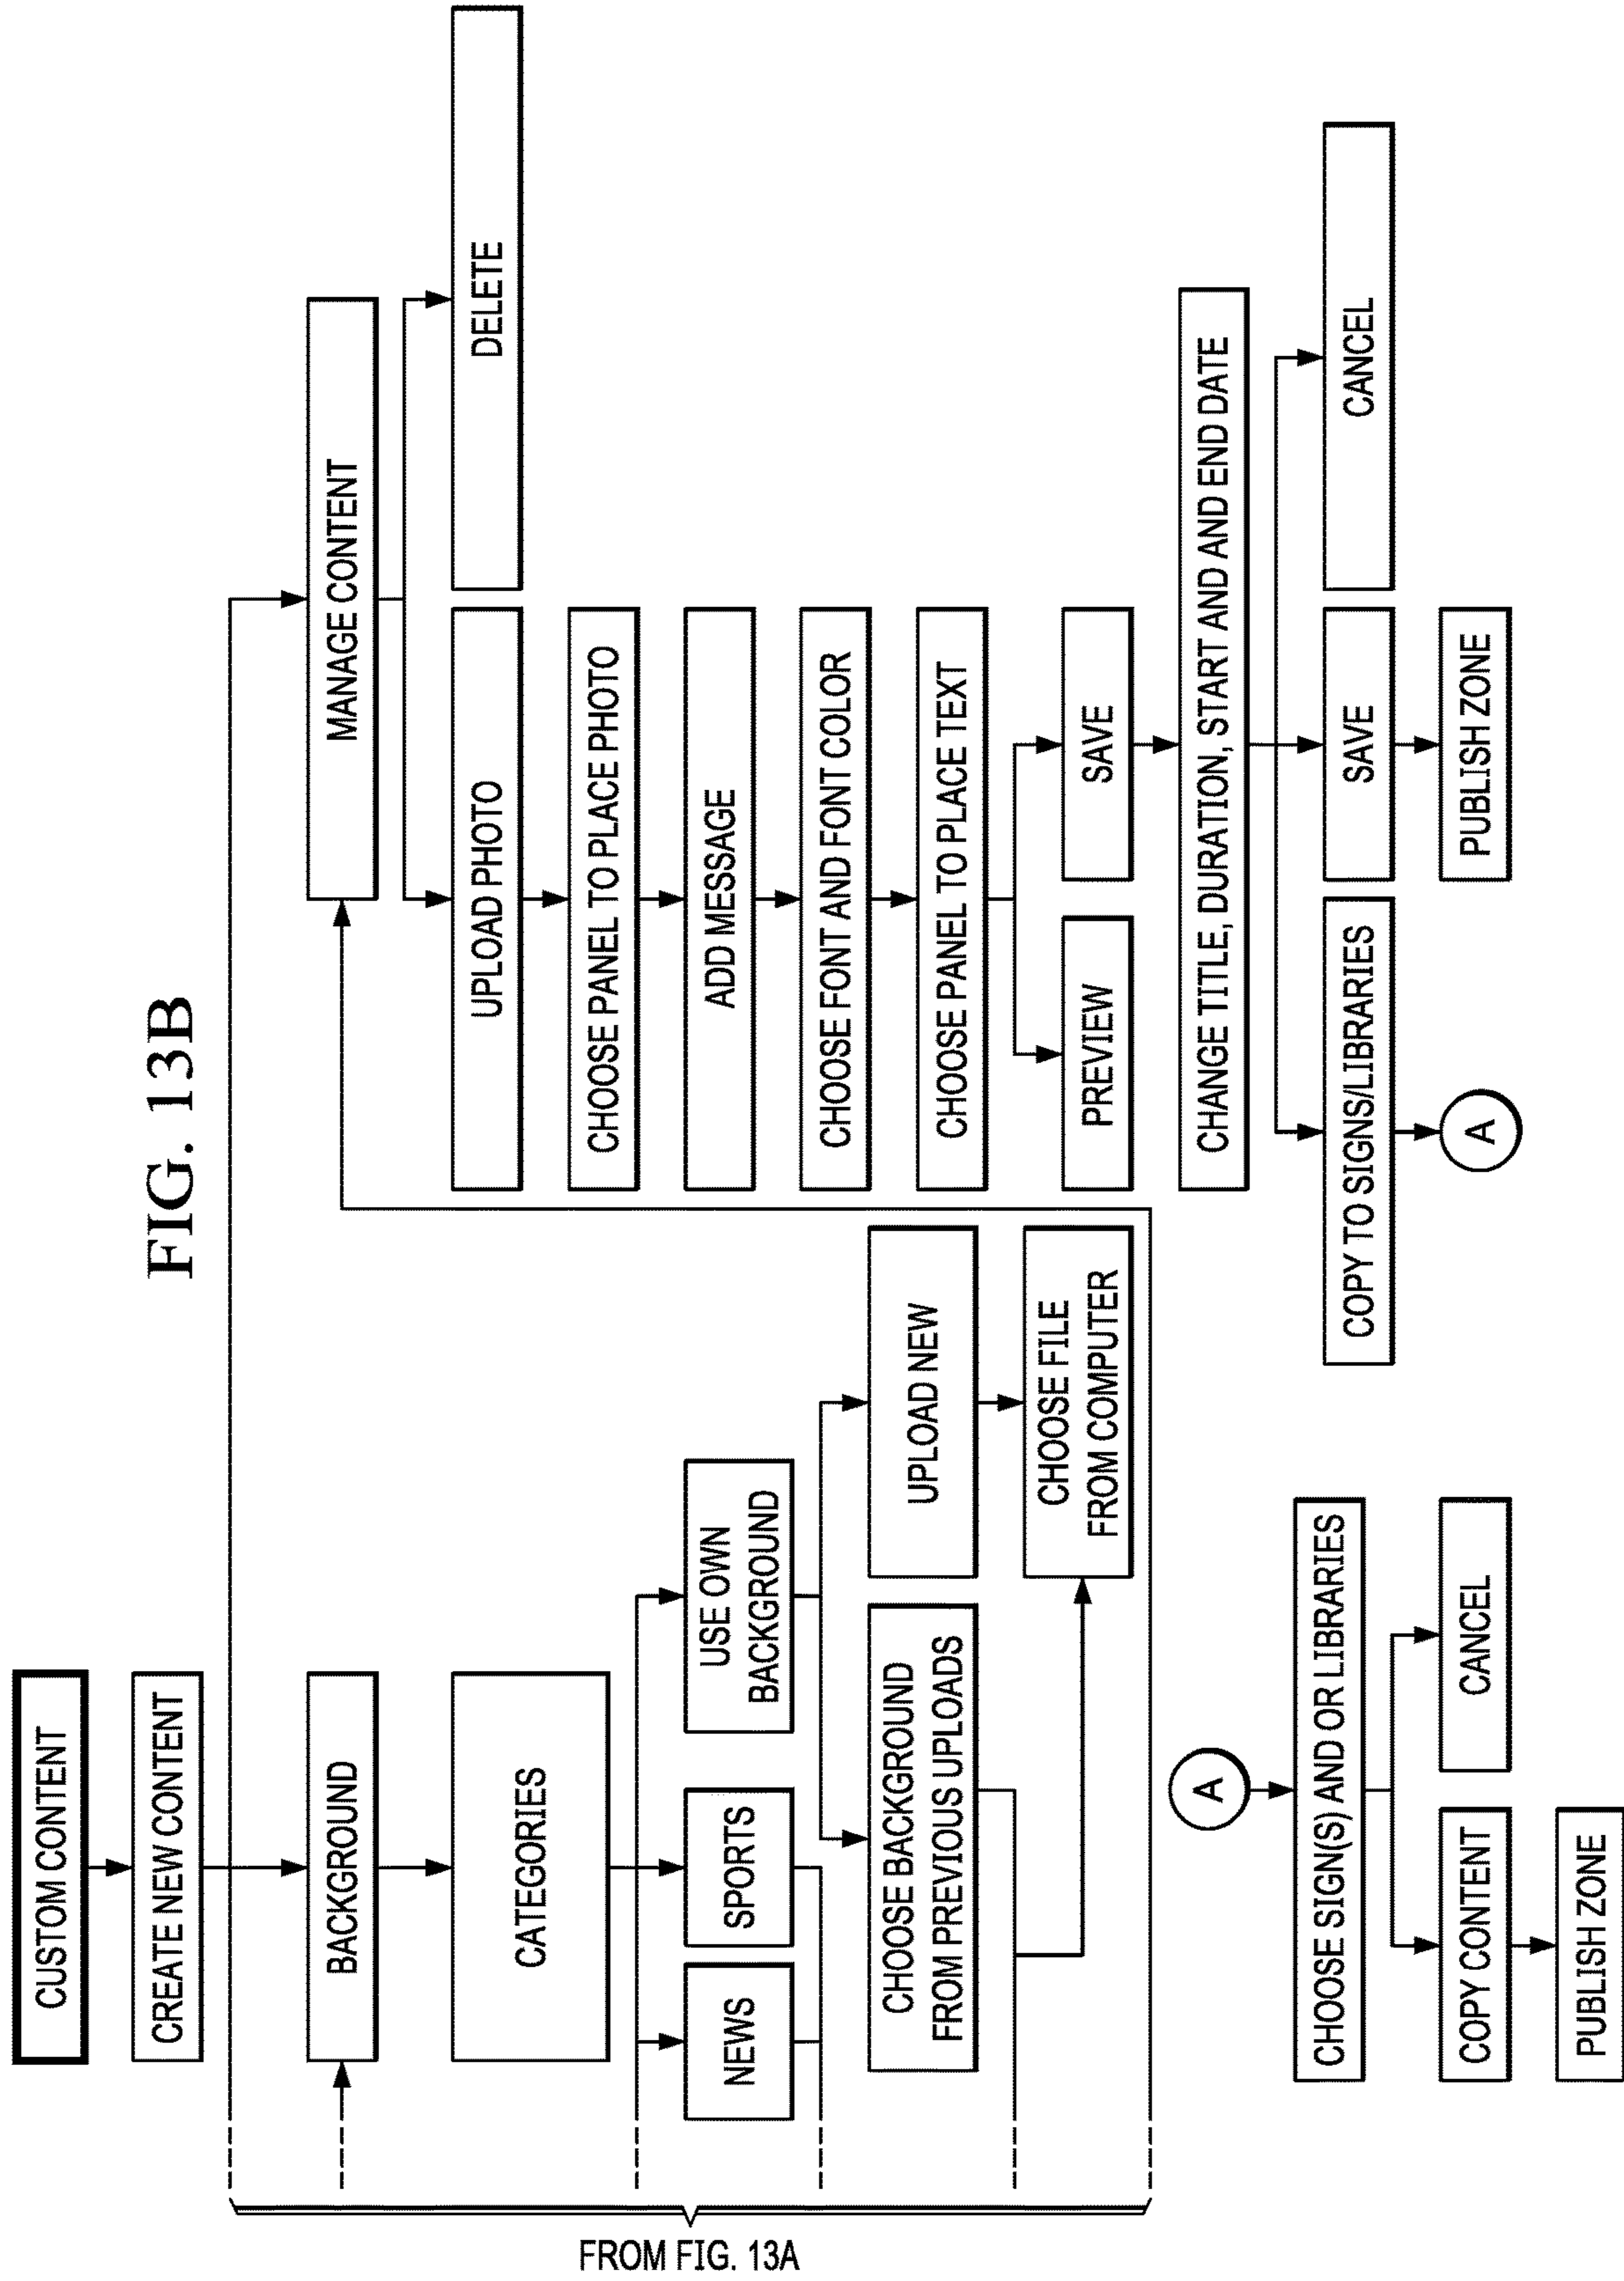 FIG. 13B
CUSTOM CONTENT
CREATE NEW CONTENT
BACKGROUND
MANAGE CONTENT
CATEGORIES
UPLOAD PHOTO
DELETE
CHOOSE PANEL TO PLACE PHOTO
NEWS
SPORTS
USE OWN
BACKGROUND
ADD MESSAGE
CHOOSE FONT AND FONT COLOR
CHOOSE BACKGROUND
FROM PREVIOUS UPLOADS
UPLOAD NEW
CHOOSE PANEL TO PLACE TEXT
CHOOSE FILE
FROM COMPUTER
PREVIEW
SAVE
FROM FIG. 13A
A
CHANGE TITLE, DURATION, START AND AND END DATE
CHOOSE SIGN(S) AND OR LIBRARIES
COPY TO SIGNS/LIBRARIES
SAVE
CANCEL
COPY CONTENT
CANCEL
A
PUBLISH ZONE
PUBLISH ZONE